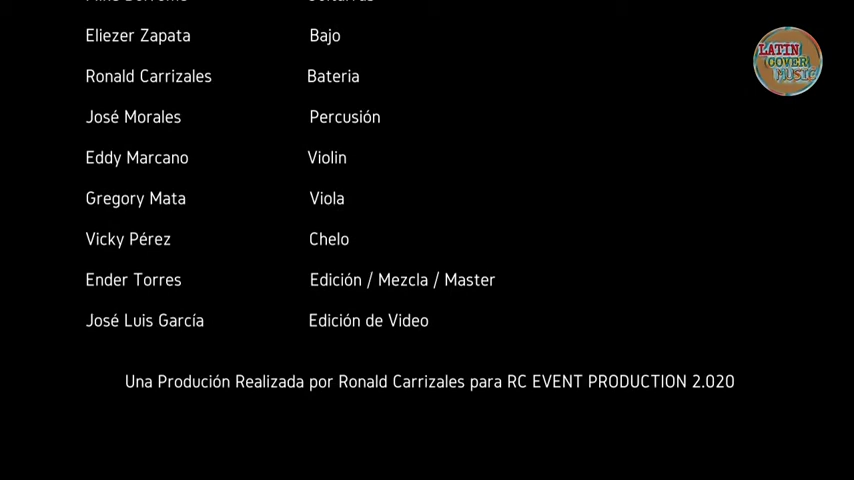 Eliezer Zapata Bajo
Ronald Carrizales Bateria
José Morales Percusión
Eddy Marcano Violin
Gregory Mata Viola
Vicky Pérez Chelo
Ender Torres Edición / Mezcla / Master
José Luis García Edición de Video
Una Produción Realizada por Ronald Carrizales para RC EVENT PRODUCTION 2.020
LATIN
COVER
MUSIC